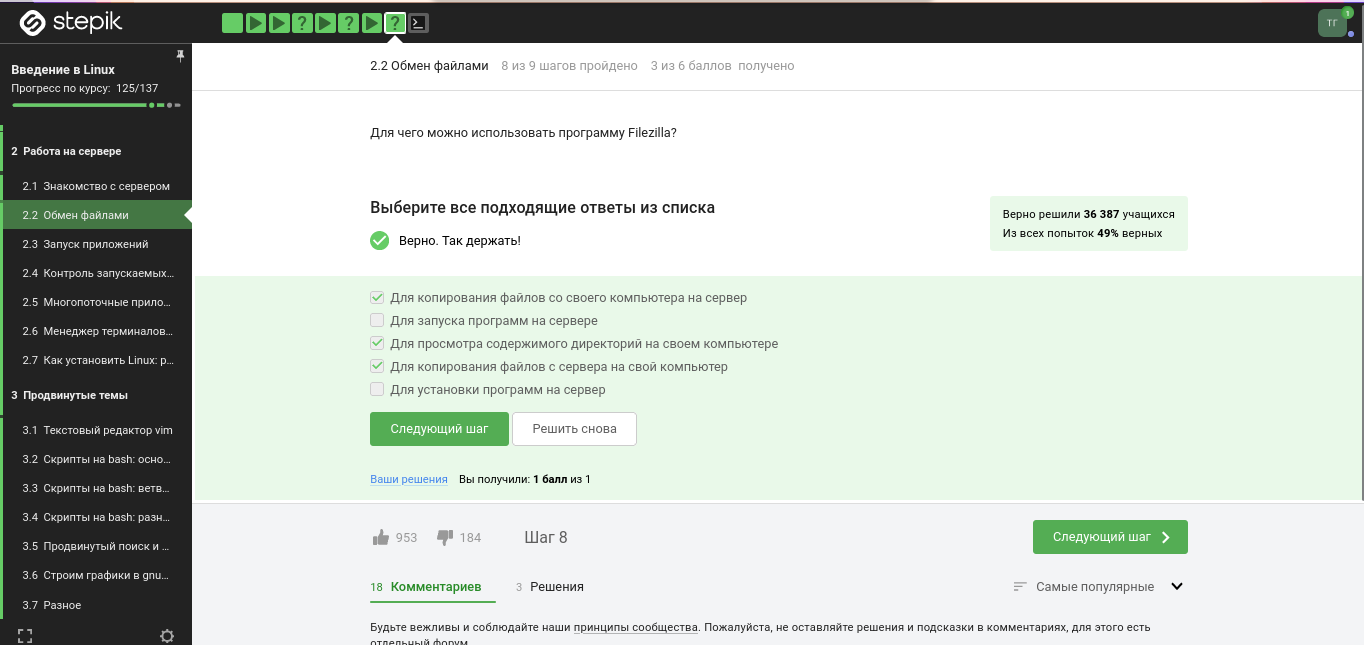 stepik
ТГ
1
Введение в Linux
Прогресс по курсу: 125/137
2 Работа на сервере
2.1 Знакомство с сервером
2.2 Обмен файлами
2.3 Запуск приложений
2.4 Контроль запускаемых...
2.5 Многопоточные прило...
2.6 Менеджер терминалов...
2.7 Как установить Linux: р...
3 Продвинутые темы
3.1 Текстовый редактор vim
3.2 Скрипты на bash: осно...
3.3 Скрипты на bash: ветв...
3.4 Скрипты на bash: разн...
3.5 Продвинутый поиск и ...
3.6 Строим графики в gnu...
3.7 Разное
2.2 Обмен файлами 8 из 9 шагов пройдено 3 из 6 баллов получено
Для чего можно использовать программу Filezilla?
Выберите все подходящие ответы из списка
Верно. Так держать!
Верно решили 36 387 учащихся
Из всех попыток 49% верных
Для копирования файлов со своего компьютера на сервер
Для запуска программ на сервере
Для просмотра содержимого директорий на своем компьютере
Для копирования файлов с сервера на свой компьютер
Для установки программ на сервер
Следующий шаг Решить снова
Ваши решения Вы получили: 1 балл из 1
953 184 Шаг 8 Следующий шаг
18 Комментариев 3 Решения Самые популярные
Будьте вежливы и соблюдайте наши принципы сообщества. Пожалуйста, не оставляйте решения и подсказки в комментариях, для этого есть
отдельный форум.